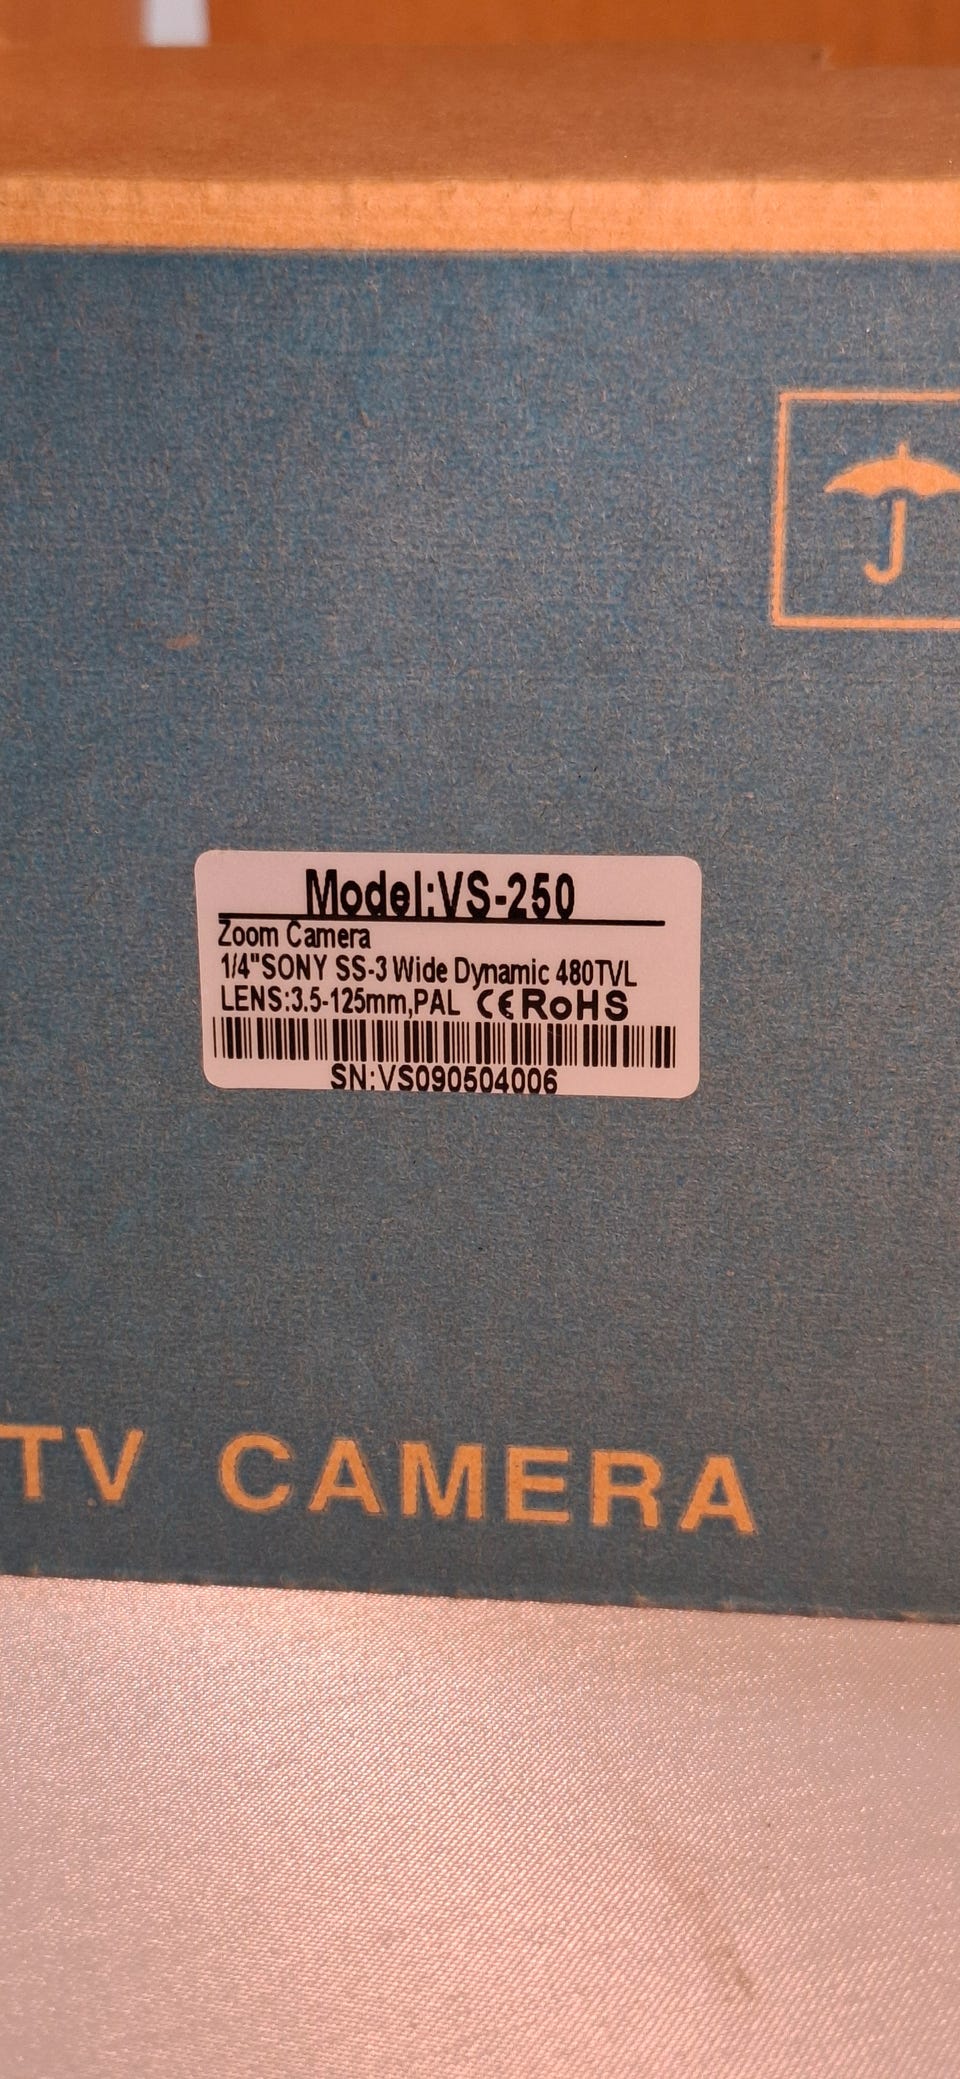 Model:VS-250
Zoom Camera
1/4"SONY SS-3 Wide Dynamic 480TVL
LENS:3.5-125mm,PAL CE RoHS
SN:VS090504006
TV CAMERA